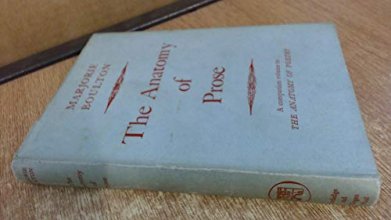 MARJORIE
BOULTON
The Anatomy
of
Prose
A companion volume to
THE ANATOMY OF POETRY